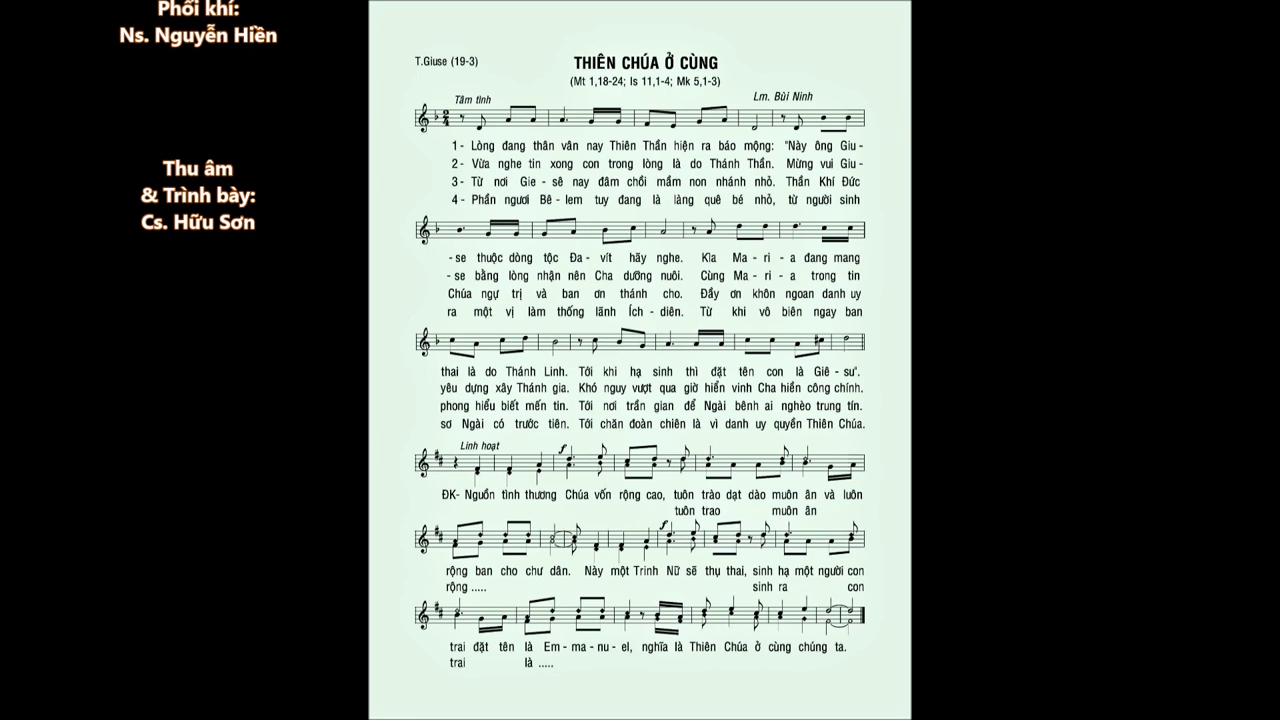 Phối khí:
Ns. Nguyễn Hiền
Thu âm
& Trình bày:
Cs. Hữu Sơn
T.Giuse (19-3)
THIÊN CHÚA Ở CÙNG
(Mt 1,18-24; Is 11,1-4; Mk 5,1-3)
Tâm tình
Lm. Bùi Ninh
1- Lòng đang thân vân nay Thiên Thần hiện ra báo mộng: "Này ông Giu-
2- Vừa nghe tin xong con trong lòng là do Thánh Thần. Mừng vui Giu-
3- Từ nơi Gie-sê nay đâm chồi mầm non nhánh nhỏ. Thần Khí Đức
4- Phần ngươi Bê-lem tuy đang là làng quê bé nhỏ, từ người sinh
-se thuộc dòng tộc Đa-vít hãy nghe. Kìa Ma-ri-a đang mang
-se bằng lòng nhận nên Cha dưỡng nuôi. Cùng Ma-ri-a trong tin
Chúa ngự trị và ban ơn thánh cho. Đầy ơn khôn ngoan danh uy
ra một vị làm thống lãnh Ích-diên. Từ khi vô biên ngay ban
thai là do Thánh Linh. Tới khi hạ sinh thì đặt tên con là Giê-su".
yêu dựng xây Thánh gia. Khó nguy vượt qua giờ hiển vinh Cha hiền công chính.
phong hiểu biết mến tin. Tới nơi trần gian để Ngài bênh ai nghèo trung tín.
sơ Ngài có trước tiên. Tới chăn đoàn chiên là vì danh uy quyền Thiên Chúa.
Linh hoạt
f
ĐK- Nguồn tình thương Chúa vốn rộng cao, tuôn trào dạt dào muôn ân và luôn
tuôn trao muôn ân
f
rộng ban cho chư dân. Này một Trinh Nữ sẽ thụ thai, sinh hạ một người con
rộng ..... sinh ra con
trai đặt tên là Em-ma-nu-el, nghĩa là Thiên Chúa ở cùng chúng ta.
trai là .....